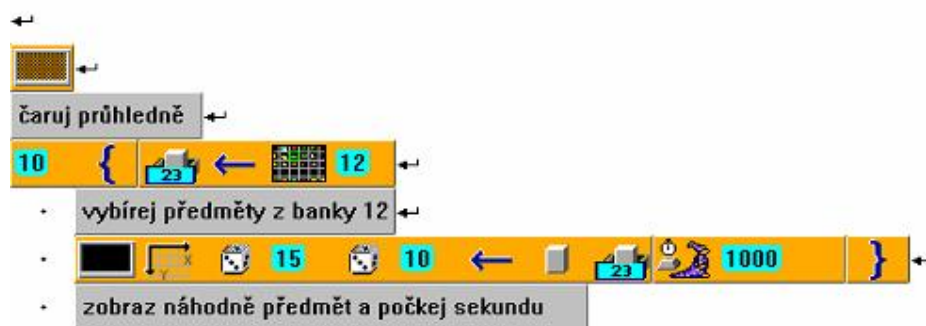 čaruj průhledně
10 { 23 ← 12
vybírej předměty z banky 12
Y X 15 10 ← 23 1000 }
zobraz náhodně předmět a počkej sekundu